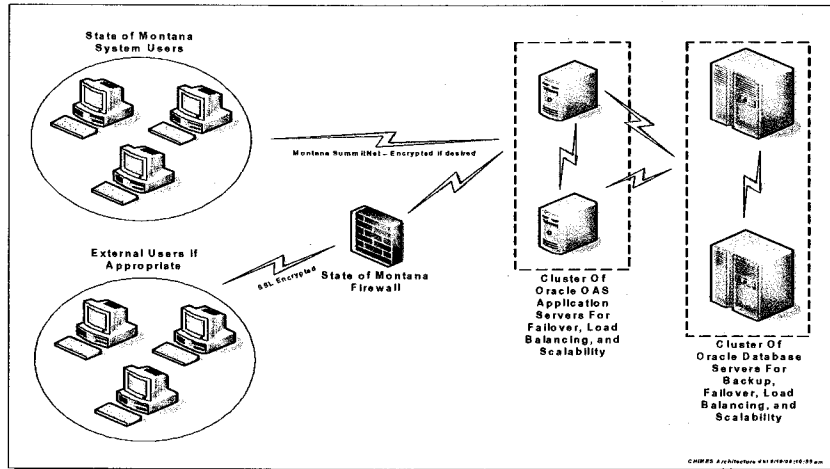 State of Montana
System Users
Montana SummitNet – Encrypted if desired
External Users if
Appropriate
SSL Encrypted
State of Montana
Firewall
Cluster Of
Oracle OAS
Application
Servers For
Failover, Load
Balancing, and
Scalability
Cluster Of
Oracle Database
Servers For
Backup,
Failover, Load
Balancing, and
Scalability
CHIMES Architecture